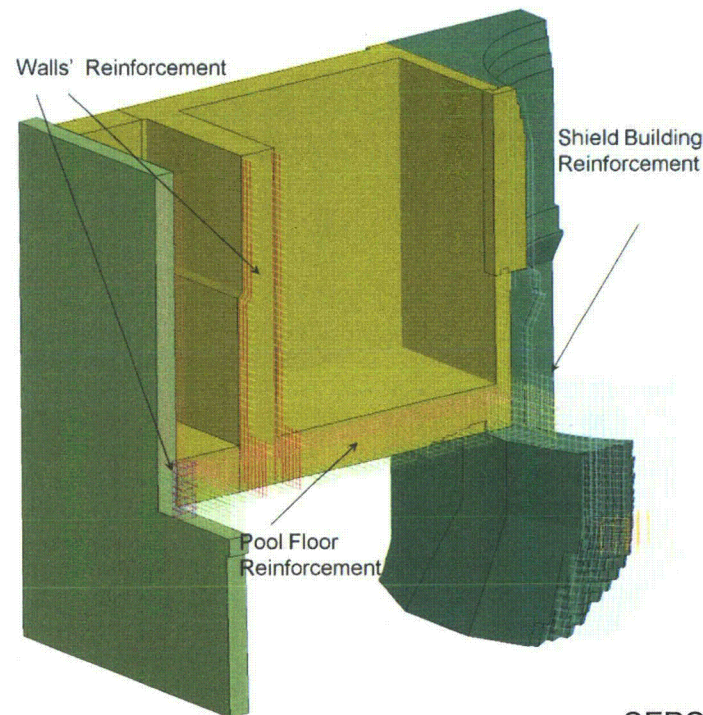 Walls' Reinforcement
Shield Building
Reinforcement
Pool Floor
Reinforcement